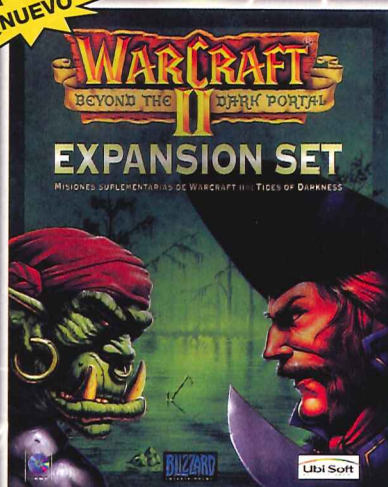 NUEVO
WARCRAFT
BEYOND THE DARK PORTAL
II
EXPANSION SET
MISIONES SUPLEMENTARIAS DE WARCRAFT II TIDES OF DARKNESS
BLIZZARD
Ubi Soft